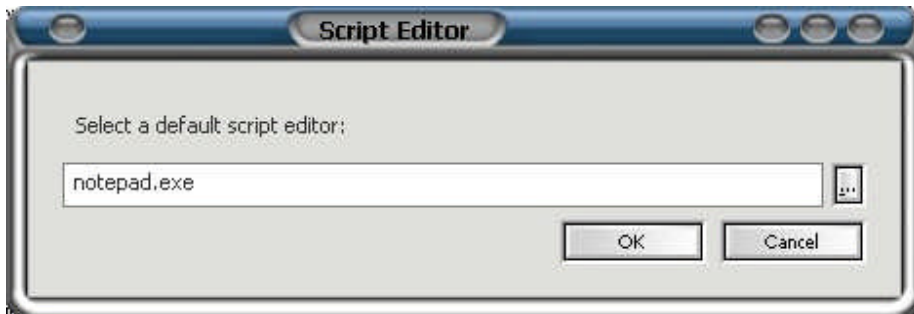 Script Editor
Select a default script editor:
notepad.exe
...
OK
Cancel